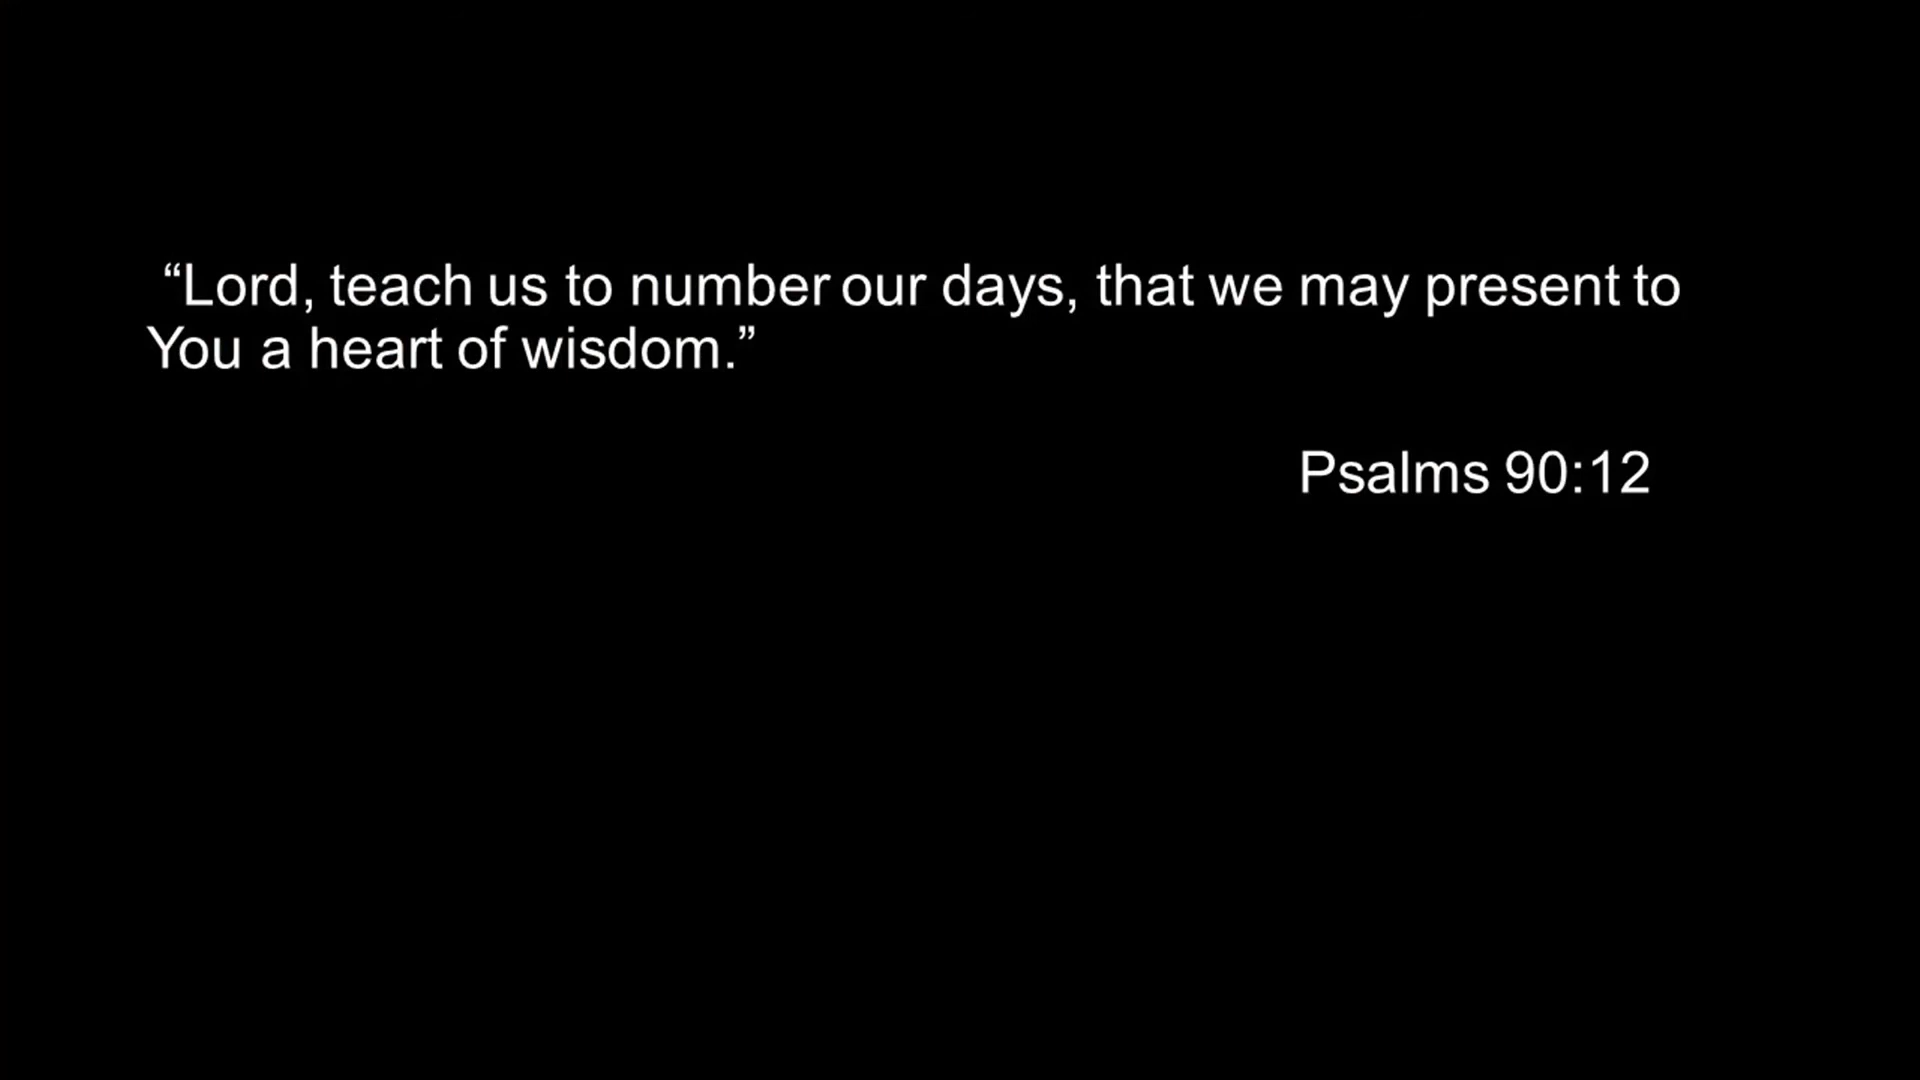 “Lord, teach us to number our days, that we may present to
You a heart of wisdom.”
Psalms 90:12